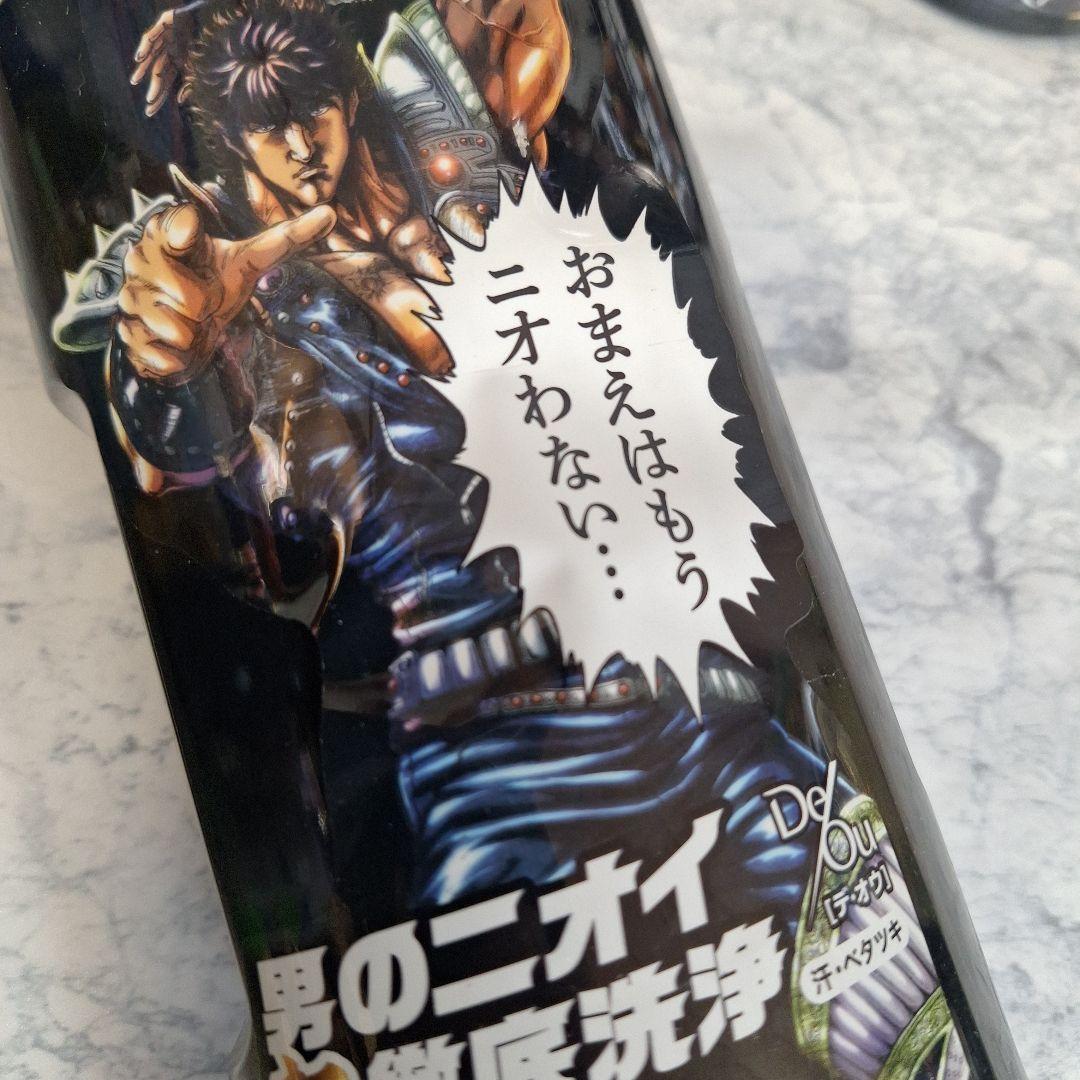 おまえはもう
ニオわない…
De/Ou
[デ・オウ]
汗・ベタツキ
男のニオイ
を徹底洗浄